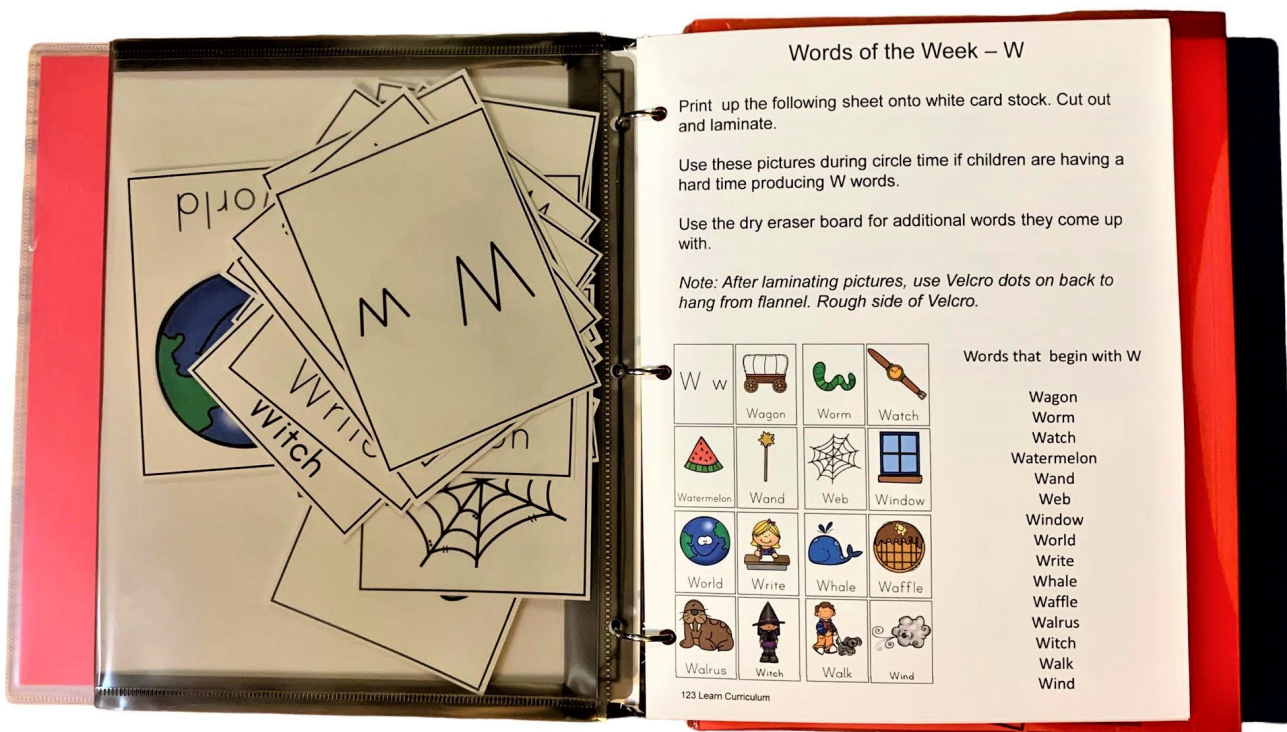 World
W w
Write
witch
Words of the Week – W
Print up the following sheet onto white card stock. Cut out
and laminate.
Use these pictures during circle time if children are having a
hard time producing W words.
Use the dry eraser board for additional words they come up
with.
Note: After laminating pictures, use Velcro dots on back to
hang from flannel. Rough side of Velcro.
W w Wagon Worm Watch
Watermelon Wand Web Window
World Write Whale Waffle
Walrus Witch Walk Wind
123 Learn Curriculum
Words that begin with W
Wagon
Worm
Watch
Watermelon
Wand
Web
Window
World
Write
Whale
Waffle
Walrus
Witch
Walk
Wind